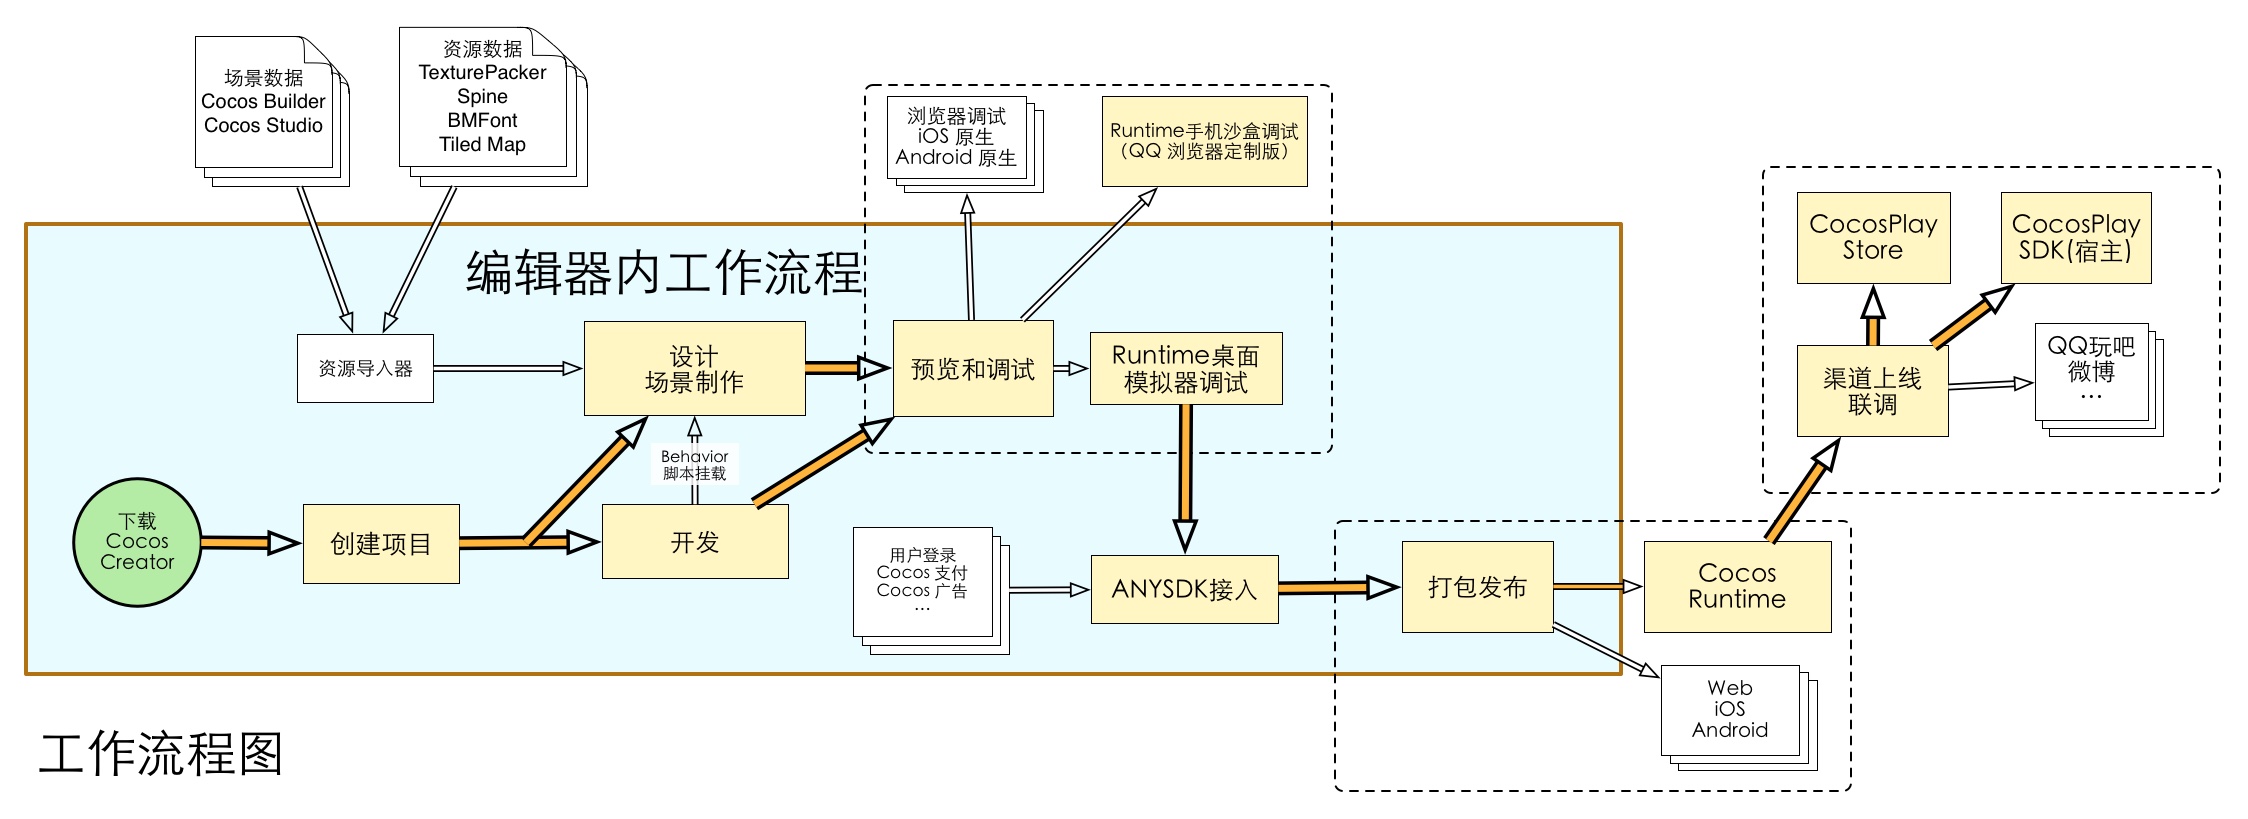 场景数据
Cocos Builder
Cocos Studio
资源数据
TexturePacker
Spine
BMFont
Tiled Map
浏览器调试
iOS 原生
Android 原生
Runtime手机沙盒调试
（QQ 浏览器定制版）
CocosPlay
Store
CocosPlay
SDK(宿主)
编辑器内工作流程
资源导入器
设计
场景制作
预览和调试
Runtime桌面
模拟器调试
渠道上线
联调
QQ玩吧
微博
...
Behavior
脚本挂载
下载
Cocos
Creator
创建项目
开发
用户登录
Cocos 支付
Cocos 广告
...
ANYSDK接入
打包发布
Cocos
Runtime
Web
iOS
Android
工作流程图